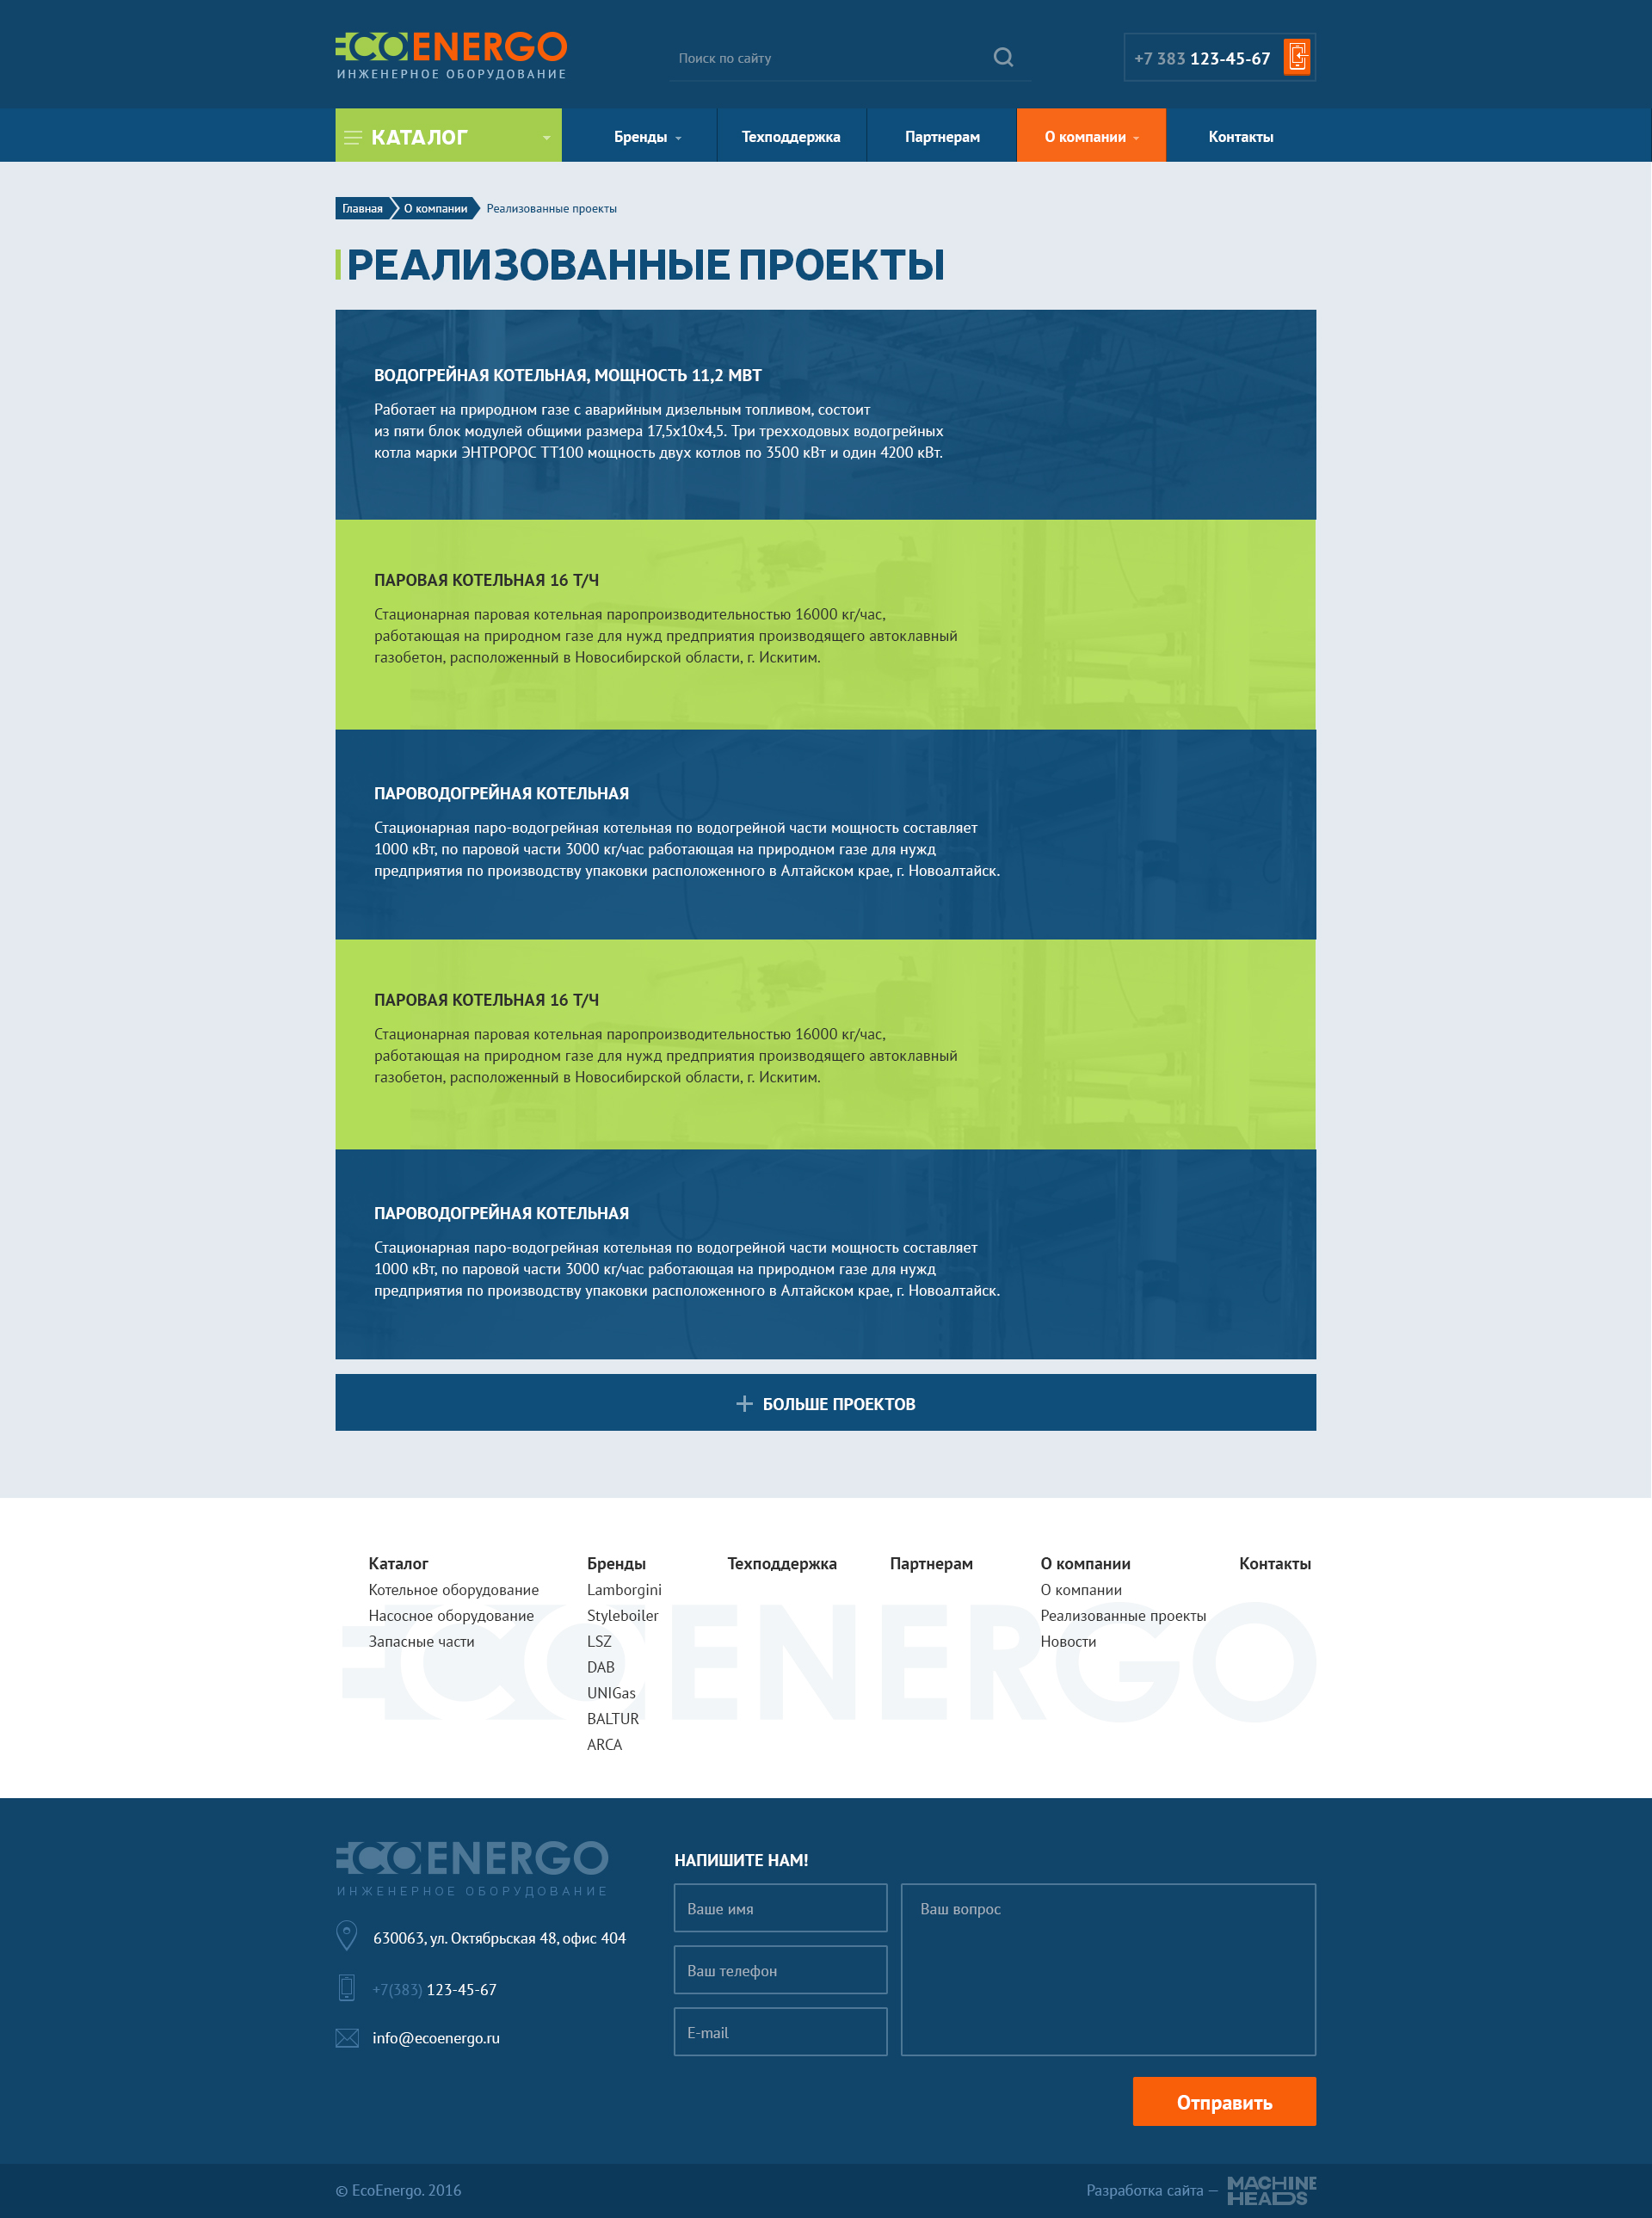 ECOENERGO
ИНЖЕНЕРНОЕ ОБОРУДОВАНИЕ
Поиск по сайту
+7 383 123-45-67
КАТАЛОГ
Бренды
Техподдержка
Партнерам
О компании
Контакты
Главная
О компании
Реализованные проекты
РЕАЛИЗОВАННЫЕ ПРОЕКТЫ
ВОДОГРЕЙНАЯ КОТЕЛЬНАЯ, МОЩНОСТЬ 11,2 МВТ
Работает на природном газе с аварийным дизельным топливом, состоит
из пяти блок модулей общими размера 17,5х10х4,5. Три трехходовых водогрейных
котла марки ЭНТРОРОС ТТ100 мощность двух котлов по 3500 кВт и один 4200 кВт.
ПАРОВАЯ КОТЕЛЬНАЯ 16 Т/Ч
Стационарная паровая котельная паропроизводительностью 16000 кг/час,
работающая на природном газе для нужд предприятия производящего автоклавный
газобетон, расположенный в Новосибирской области, г. Искитим.
ПАРОВОДОГРЕЙНАЯ КОТЕЛЬНАЯ
Стационарная паро-водогрейная котельная по водогрейной части мощность составляет
1000 кВт, по паровой части 3000 кг/час работающая на природном газе для нужд
предприятия по производству упаковки расположенного в Алтайском крае, г. Новоалтайск.
ПАРОВАЯ КОТЕЛЬНАЯ 16 Т/Ч
Стационарная паровая котельная паропроизводительностью 16000 кг/час,
работающая на природном газе для нужд предприятия производящего автоклавный
газобетон, расположенный в Новосибирской области, г. Искитим.
ПАРОВОДОГРЕЙНАЯ КОТЕЛЬНАЯ
Стационарная паро-водогрейная котельная по водогрейной части мощность составляет
1000 кВт, по паровой части 3000 кг/час работающая на природном газе для нужд
предприятия по производству упаковки расположенного в Алтайском крае, г. Новоалтайск.
БОЛЬШЕ ПРОЕКТОВ
ECOENERGO
Каталог
Котельное оборудование
Насосное оборудование
Запасные части
Бренды
Lamborgini
Styleboiler
LSZ
DAB
UNIGas
BALTUR
ARCA
Техподдержка
Партнерам
О компании
О компании
Реализованные проекты
Новости
Контакты
ECOENERGO
ИНЖЕНЕРНОЕ ОБОРУДОВАНИЕ
630063, ул. Октябрьская 48, офис 404
+7(383) 123-45-67
info@ecoenergo.ru
НАПИШИТЕ НАМ!
Ваше имя
Ваш телефон
E-mail
Ваш вопрос
Отправить
© EcoEnergo. 2016
Разработка сайта —
MACHINE
HEADS